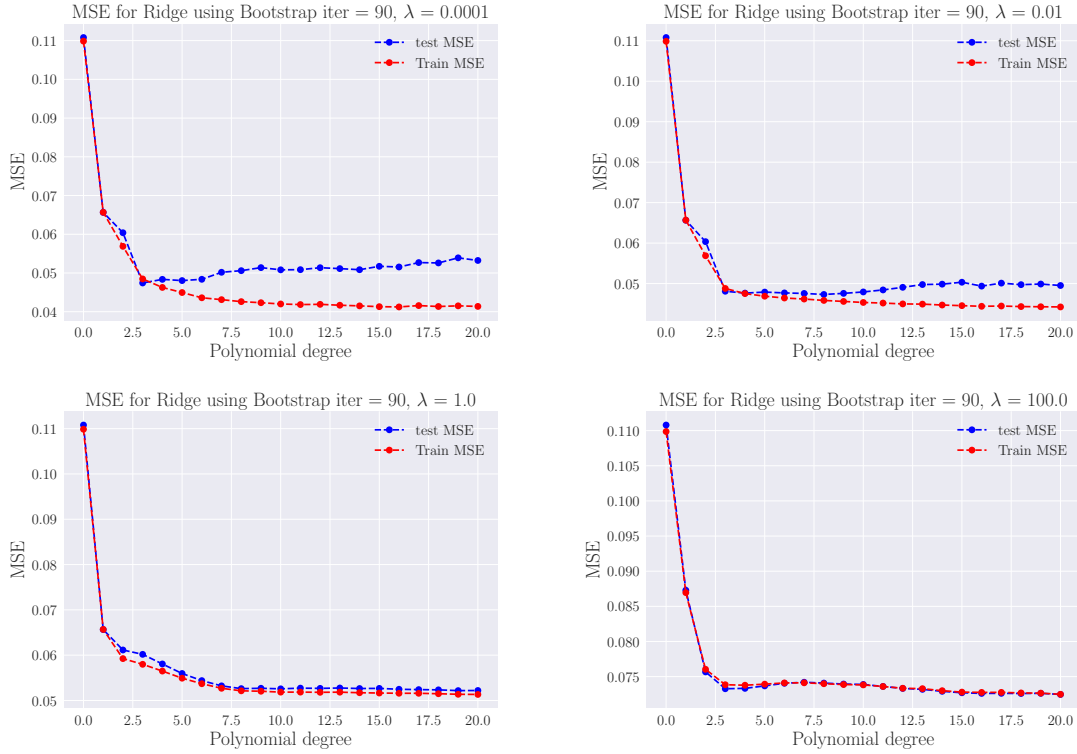 MSE for Ridge using Bootstrap iter = 90, λ = 0.0001
MSE
0.11
0.10
0.09
0.08
0.07
0.06
0.05
0.04
test MSE
Train MSE
0.0 2.5 5.0 7.5 10.0 12.5 15.0 17.5 20.0
Polynomial degree
MSE for Ridge using Bootstrap iter = 90, λ = 0.01
MSE
0.11
0.10
0.09
0.08
0.07
0.06
0.05
test MSE
Train MSE
0.0 2.5 5.0 7.5 10.0 12.5 15.0 17.5 20.0
Polynomial degree
MSE for Ridge using Bootstrap iter = 90, λ = 1.0
MSE
0.11
0.10
0.09
0.08
0.07
0.06
0.05
test MSE
Train MSE
0.0 2.5 5.0 7.5 10.0 12.5 15.0 17.5 20.0
Polynomial degree
MSE for Ridge using Bootstrap iter = 90, λ = 100.0
MSE
0.110
0.105
0.100
0.095
0.090
0.085
0.080
0.075
test MSE
Train MSE
0.0 2.5 5.0 7.5 10.0 12.5 15.0 17.5 20.0
Polynomial degree